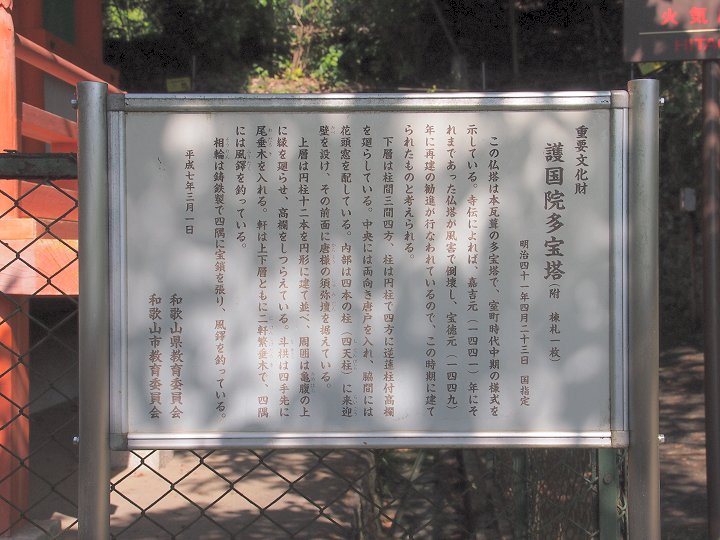 重要文化財
護国院多宝塔(附 棟札一枚)
明治四十一年四月二十三日 国指定
この仏塔は本瓦葺の多宝塔で、室町時代中期の様式を
示している。寺伝によれば、嘉吉元(一四四一)年にそ
れまであった仏塔が風害で倒壊し、宝徳元(一四四九)
年に再建の勧進が行なわれているので、この時期に建て
られたものと考えられる。
下層は柱間三間四方、柱は円柱で四方に逆蓮柱付高欄
を廻らしている。中央には両向き唐戸を入れ、脇間には
花頭窓を配している。内部は四本の柱(四天柱)に来迎
壁を設け、その前面に唐様の須弥壇を据えている。
上層は円柱十二本を円形に建て並べ、周囲は亀腹の上
に縁を廻らせ、高欄をしつらえている。斗栱は四手先に
尾垂木を入れる。軒は上下層ともに二軒繁垂木で、四隅
には風鐸を釣っている。
相輪は鋳鉄製で四隅に宝鎖を張り、風鐸を釣っている。
平成七年三月一日
和歌山県教育委員会
和歌山市教育委員会
火気
HITA